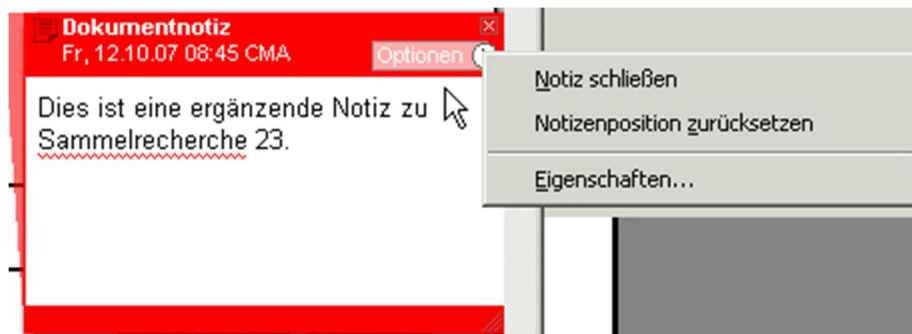 Dokumentnotiz
Fr, 12.10.07 08:45 CMA
Optionen
Dies ist eine ergänzende Notiz zu
Sammelrecherche 23.
Notiz schließen
Notizenposition zurücksetzen
Eigenschaften...